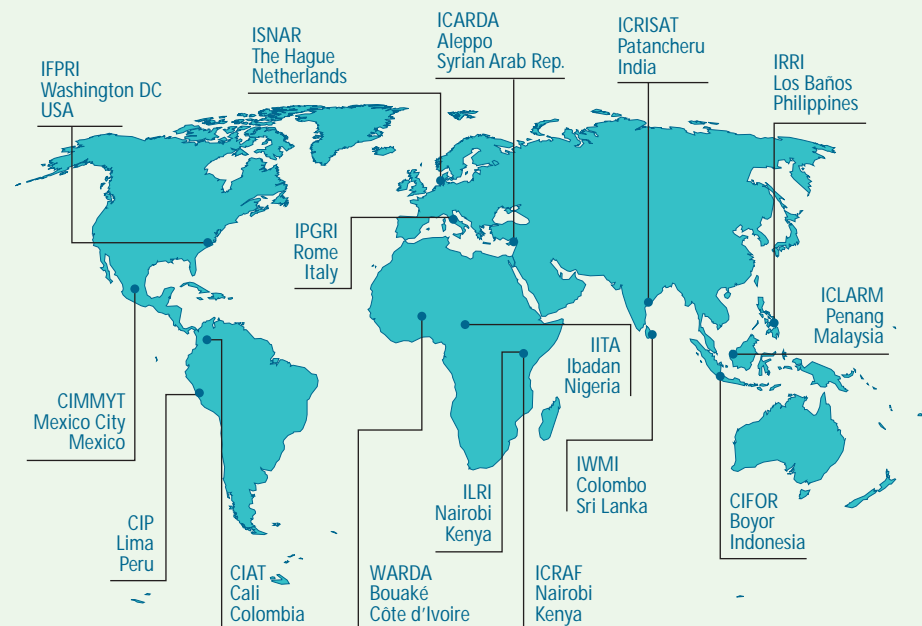 ISNAR
The Hague
Netherlands
ICARDA
Aleppo
Syrian Arab Rep.
ICRISAT
Patancheru
India
IFPRI
Washington DC
USA
IRRI
Los Baños
Philippines
IPGRI
Rome
Italy
ICLARM
Penang
Malaysia
IITA
Ibadan
Nigeria
CIMMYT
Mexico City
Mexico
ILRI
Nairobi
Kenya
IWMI
Colombo
Sri Lanka
CIFOR
Boyor
Indonesia
CIP
Lima
Peru
CIAT
Cali
Colombia
WARDA
Bouaké
Côte d'Ivoire
ICRAF
Nairobi
Kenya